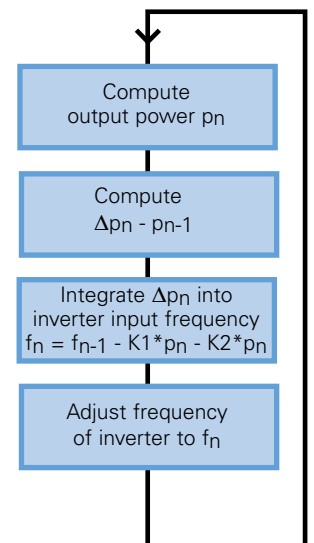 Compute
output power pn
Compute
Δpn - pn-1
Integrate Δpn into
inverter input frequency
fn = fn-1 - K1*pn - K2*pn
Adjust frequency
of inverter to fn